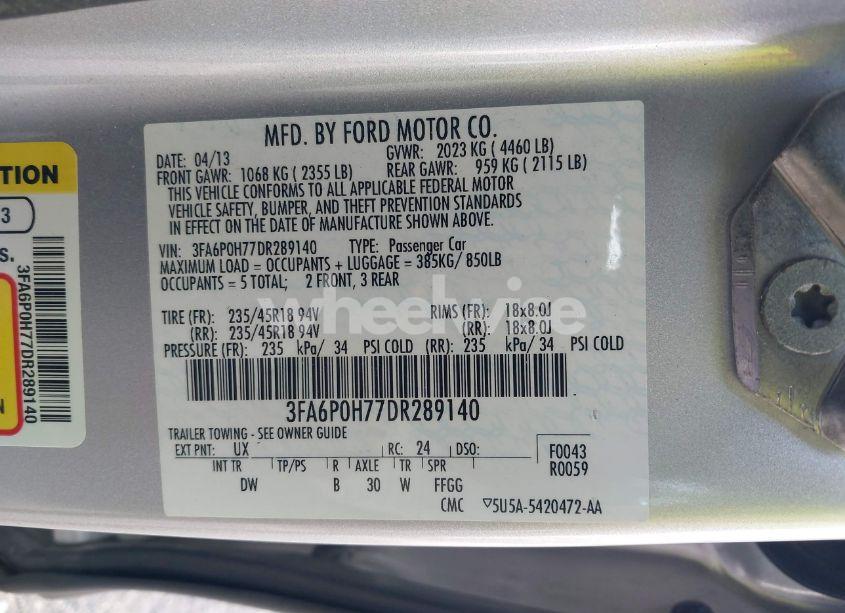 MFD. BY FORD MOTOR CO.
DATE: 04/13 GVWR: 2023 KG ( 4460 LB)
FRONT GAWR: 1068 KG ( 2355 LB) REAR GAWR: 959 KG ( 2115 LB)
THIS VEHICLE CONFORMS TO ALL APPLICABLE FEDERAL MOTOR
VEHICLE SAFETY, BUMPER, AND THEFT PREVENTION STANDARDS
IN EFFECT ON THE DATE OF MANUFACTURE SHOWN ABOVE.
VIN: 3FA6P0H77DR289140 TYPE: Passenger Car
MAXIMUM LOAD = OCCUPANTS + LUGGAGE = 385KG/ 850LB
OCCUPANTS = 5 TOTAL; 2 FRONT, 3 REAR
TIRE (FR): 235/45R18 94V RIMS (FR): 18x8.0J
(RR): 235/45R18 94V (RR): 18x8.0J
PRESSURE (FR): 235 kPa/ 34 PSI COLD (RR): 235 kPa/ 34 PSI COLD
3FA6P0H77DR289140
TRAILER TOWING - SEE OWNER GUIDE
EXT PNT: UX RC: 24 DSO: F0043
R0059
INT TR TP/PS R AXLE TR SPR
DW B 30 W FFGG
CMC ▽5U5A-5420472-AA
TION
3
S.
3FA6P0H77DR289140
N
wheelwire